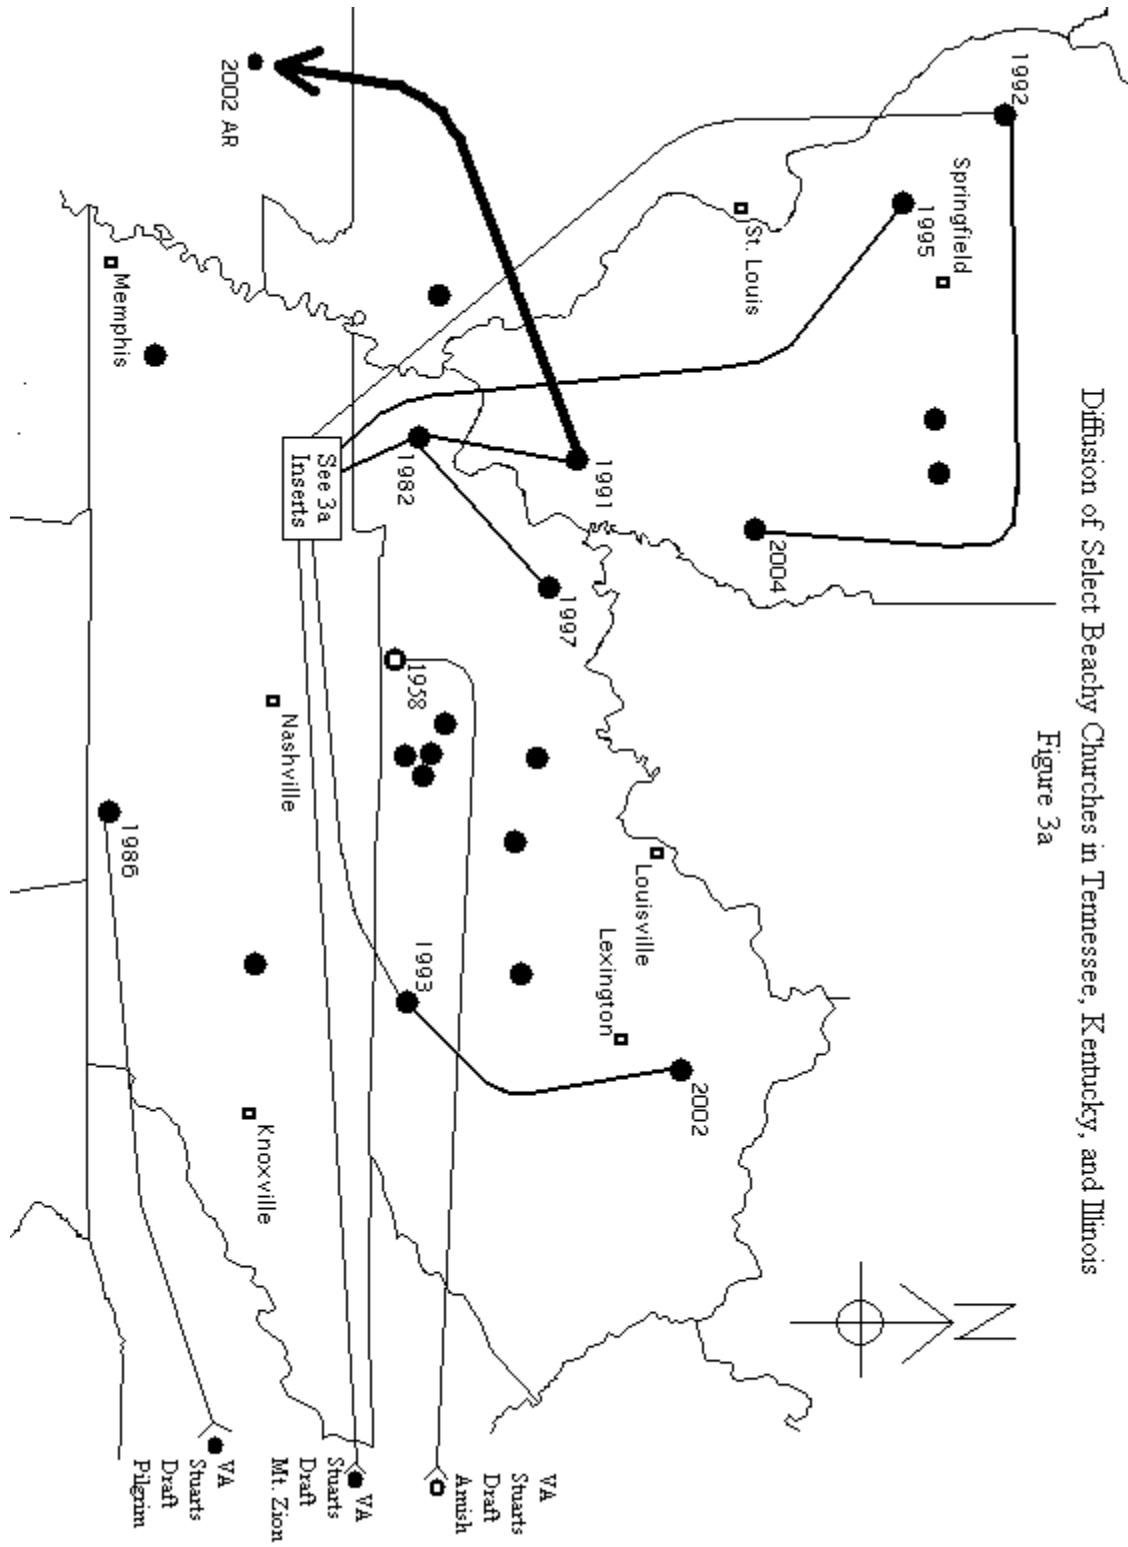 Diffusion of Select Beachy Churches in Tennessee, Kentucky, and Illinois
Figure 3a
N
1992
Springfield
1995
St. Louis
2004
1991
1997
1982
See 3a
Inserts
1958
2002 AR
Memphis
Nashville
1986
Louisville
Lexington
2002
1993
Knoxville
VA
Stuarts
Draft
Amish
VA
Stuarts
Draft
Mt. Zion
VA
Stuarts
Draft
Pilgrim